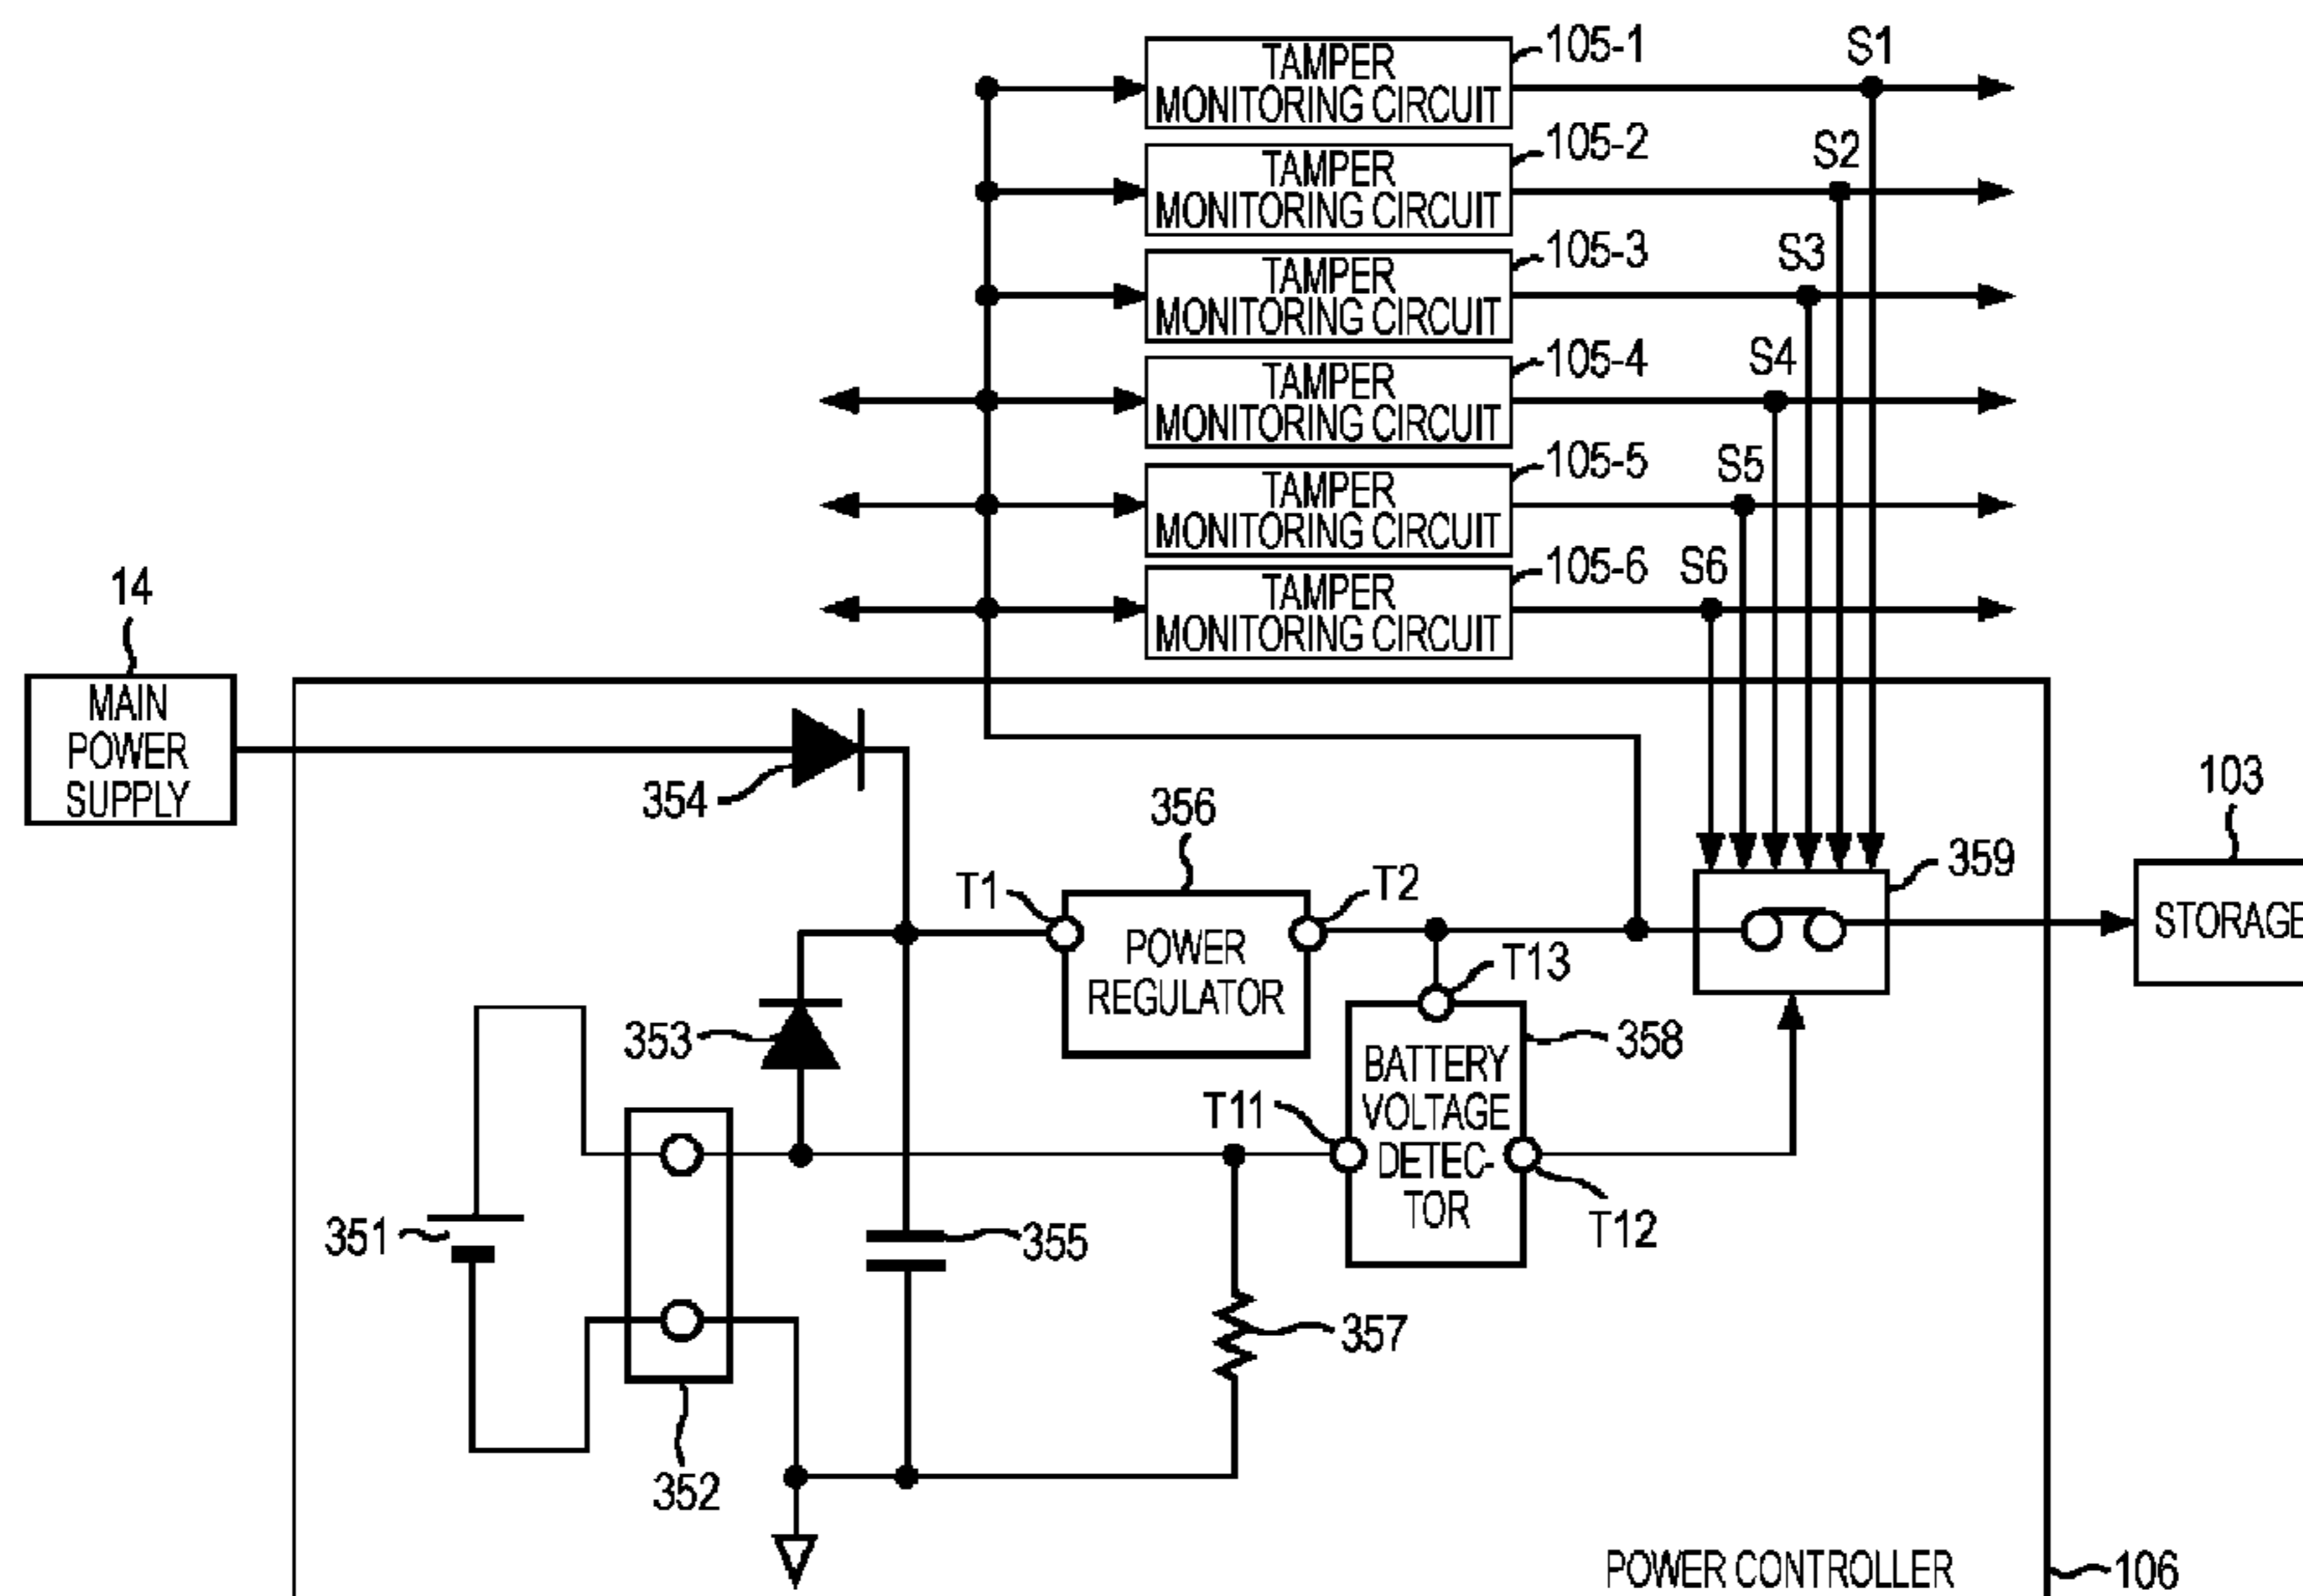 TAMPER
MONITORING CIRCUIT
105-1
S1
TAMPER
MONITORING CIRCUIT
105-2
S2
TAMPER
MONITORING CIRCUIT
105-3
S3
TAMPER
MONITORING CIRCUIT
105-4
S4
TAMPER
MONITORING CIRCUIT
105-5
S5
TAMPER
MONITORING CIRCUIT
105-6
S6
14
MAIN
POWER
SUPPLY
354
356
T1
T2
POWER
REGULATOR
359
103
STORAGE
353
T13
358
BATTERY
VOLTAGE
DETEC-
TOR
T11
T12
351
355
357
352
POWER CONTROLLER
106